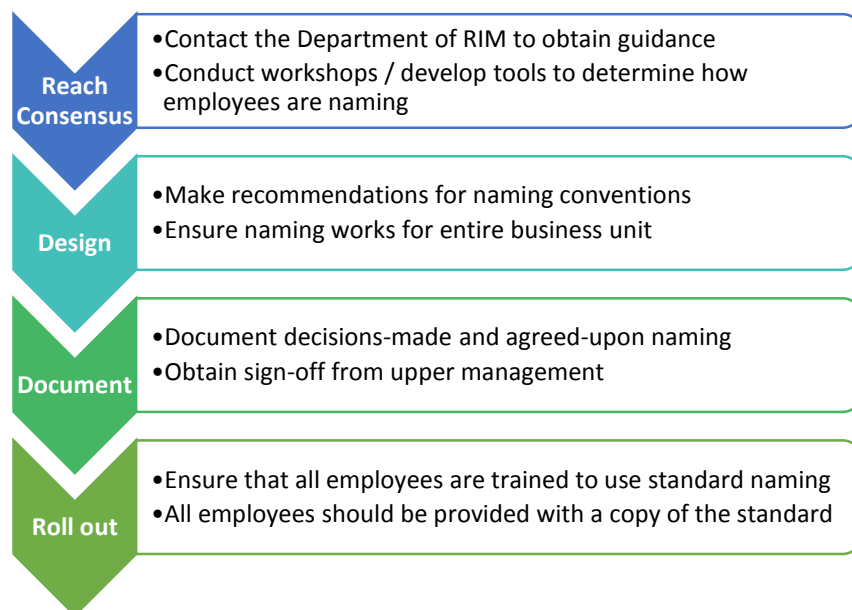 Reach
Consensus
•Contact the Department of RIM to obtain guidance
•Conduct workshops / develop tools to determine how
employees are naming
Design
•Make recommendations for naming conventions
•Ensure naming works for entire business unit
Document
•Document decisions-made and agreed-upon naming
•Obtain sign-off from upper management
Roll out
•Ensure that all employees are trained to use standard naming
•All employees should be provided with a copy of the standard